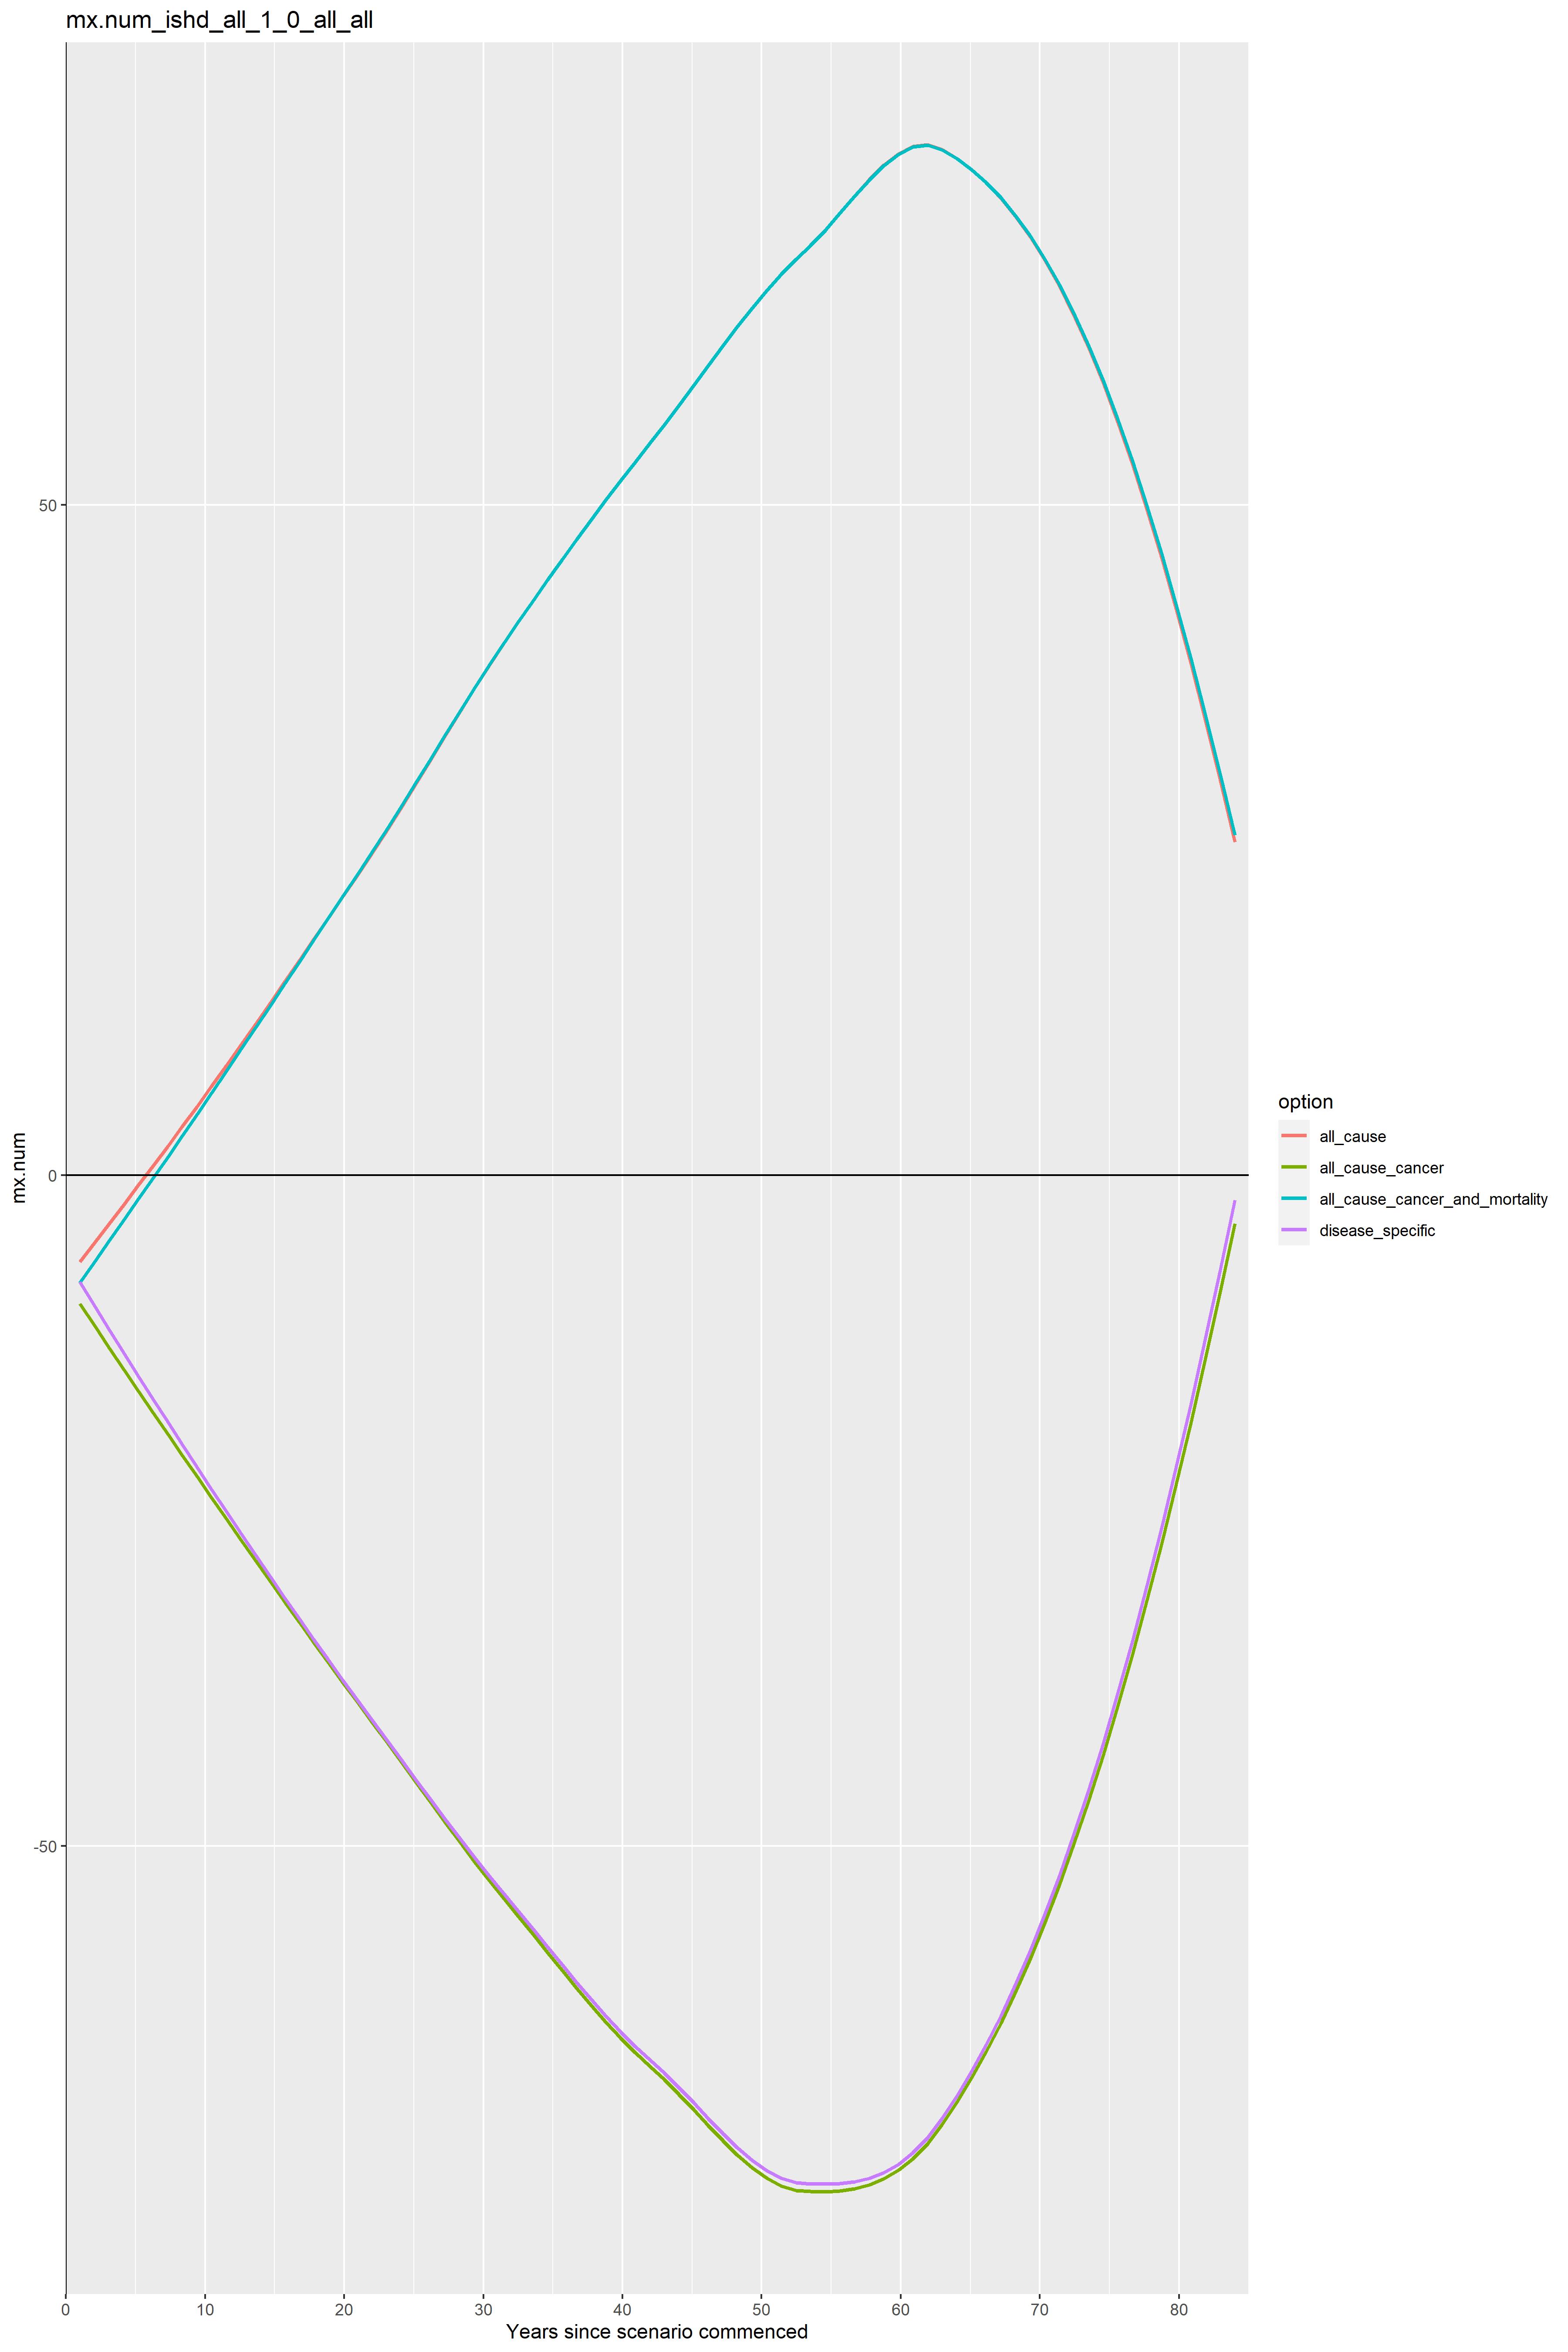 mx.num_ishd_all_1_0_all_all
50
0
-50
mx.num
0 10 20 30 40 50 60 70 80
Years since scenario commenced
option
all_cause
all_cause_cancer
all_cause_cancer_and_mortality
disease_specific